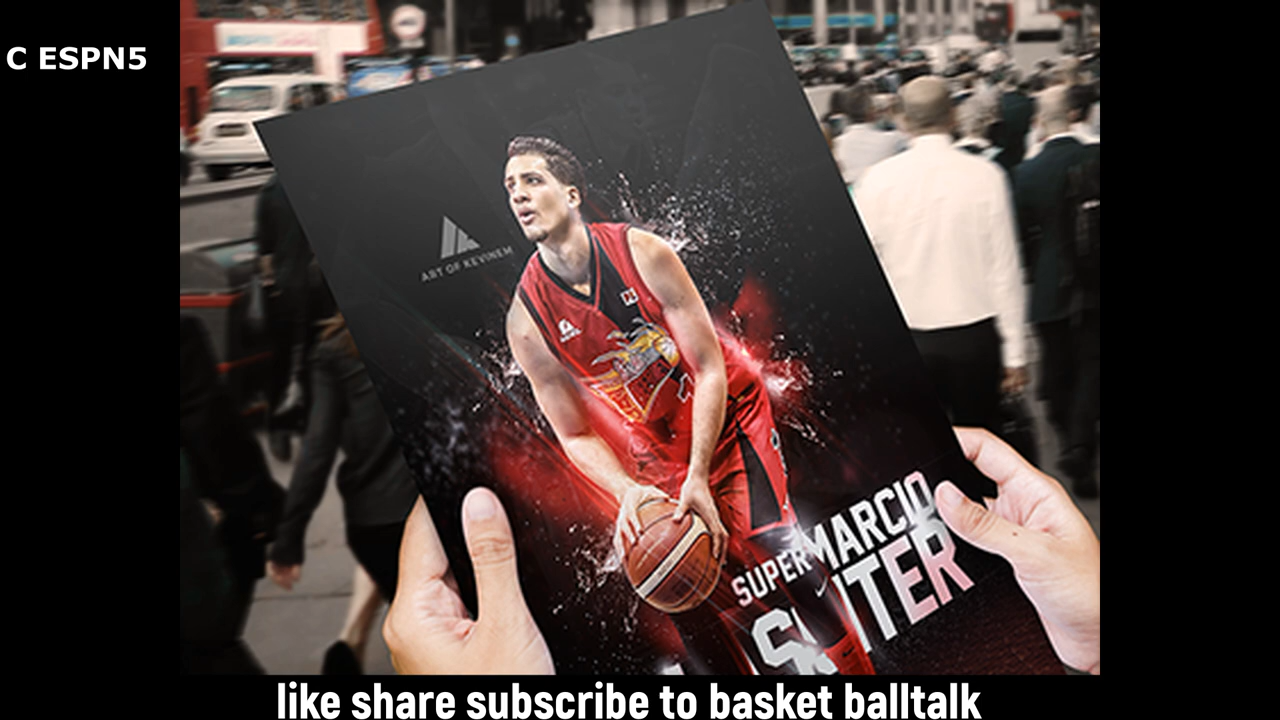 C ESPN5
ART OF KEVINEM
SUPER MARCIO
like share subscribe to basket balltalk